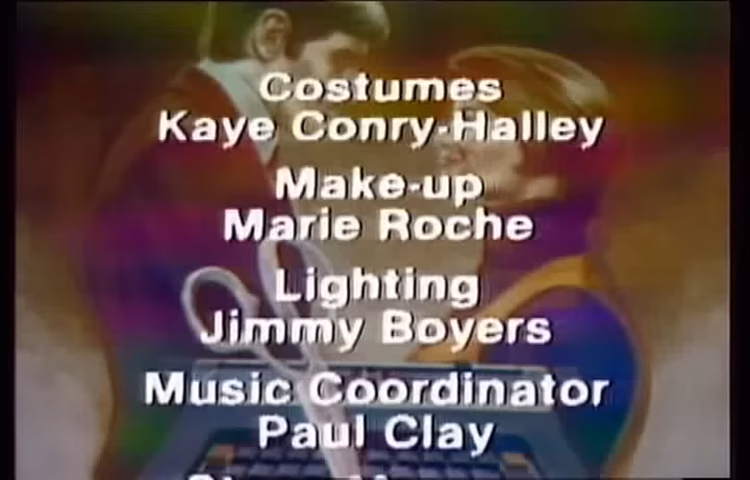 Costumes
Kaye Conry-Halley
Make-up
Marie Roche
Lighting
Jimmy Boyers
Music Coordinator
Paul Clay